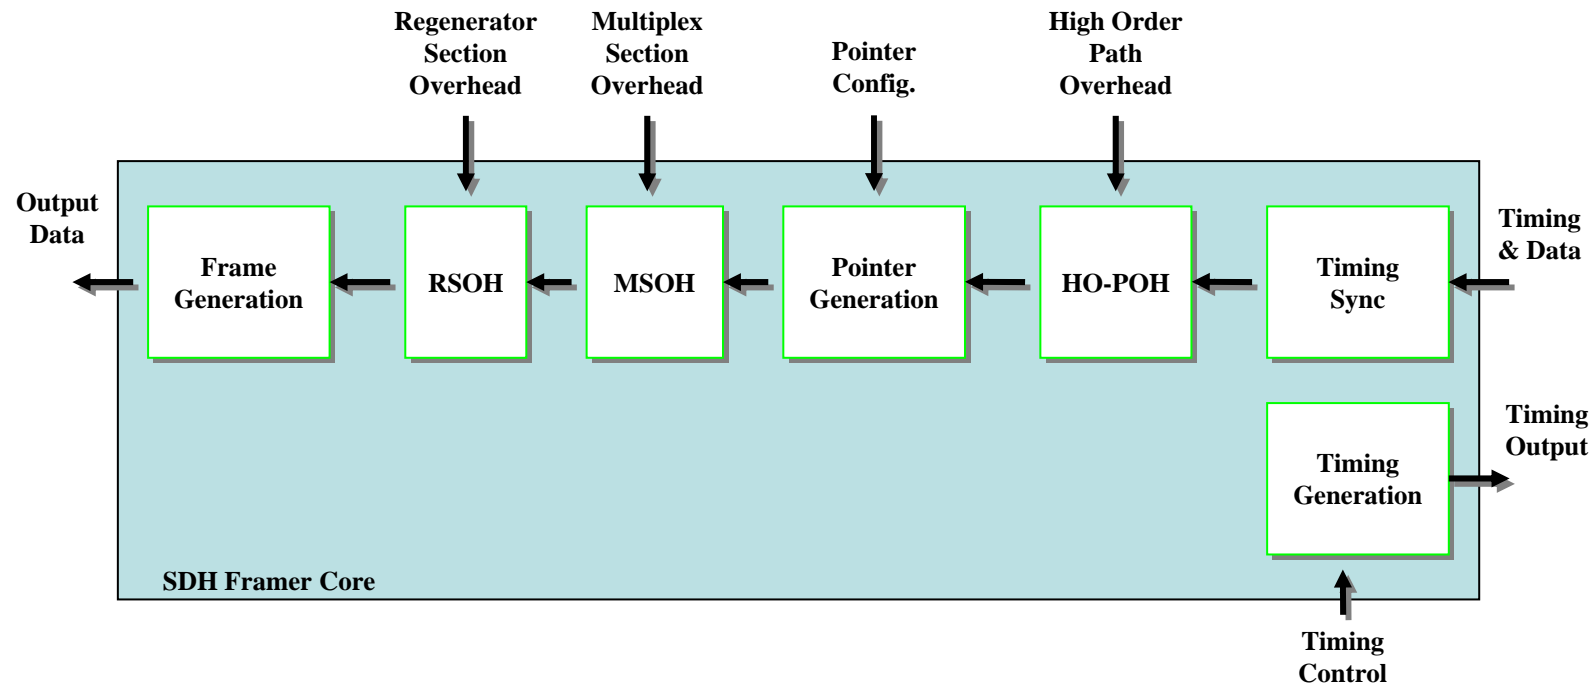 Regenerator
Section
Overhead
Multiplex
Section
Overhead
Pointer
Config.
High Order
Path
Overhead
Output
Data
Frame
Generation
RSOH
MSOH
Pointer
Generation
HO-POH
Timing
Sync
Timing
& Data
Timing
Generation
Timing
Output
SDH Framer Core
Timing
Control